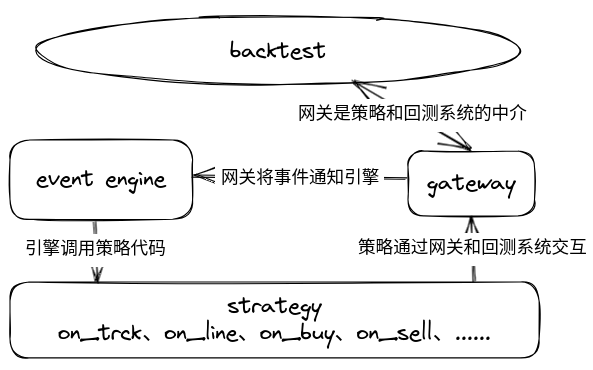 backtest
网关是策略和回测系统的中介
event engine
网关将事件通知引擎
gateway
引擎调用策略代码
策略通过网关和回测系统交互
strategy
on_trck、on_line、on_buy、on_sell、......